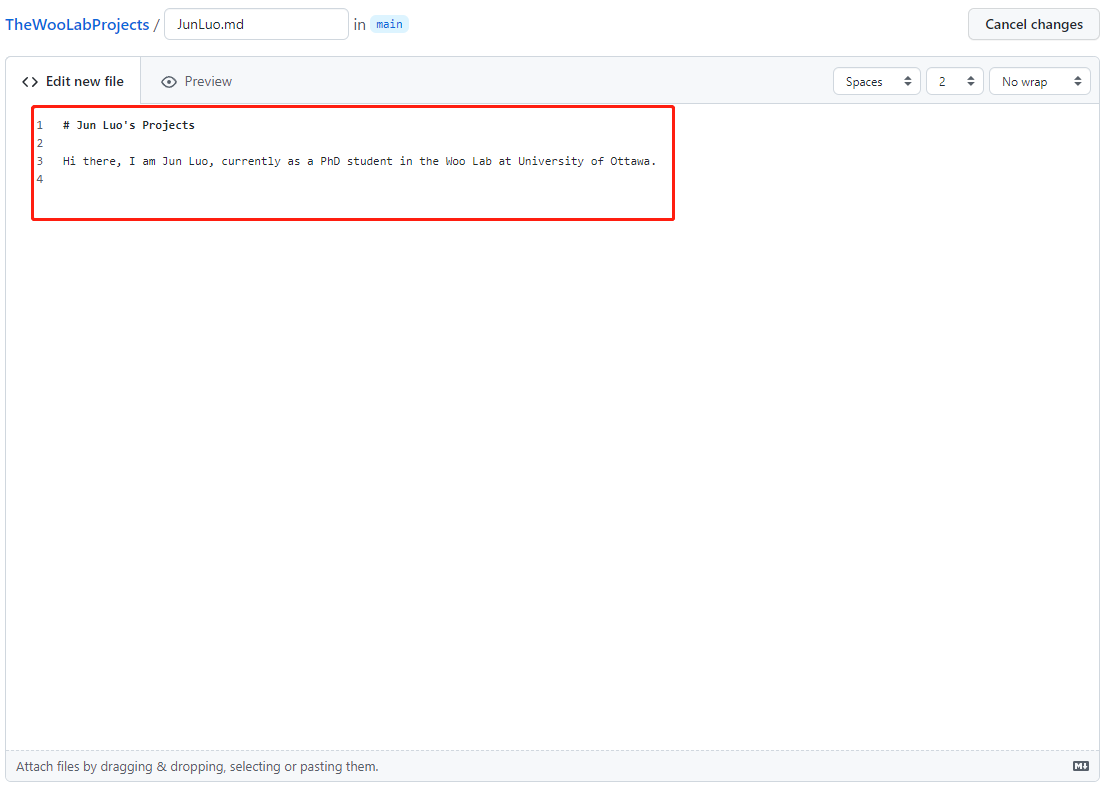 TheWooLabProjects / JunLuo.md in main Cancel changes
<> Edit new file Preview Spaces 2 No wrap
1 # Jun Luo's Projects
2
3 Hi there, I am Jun Luo, currently as a PhD student in the Woo Lab at University of Ottawa.
4
Attach files by dragging & dropping, selecting or pasting them. M↓